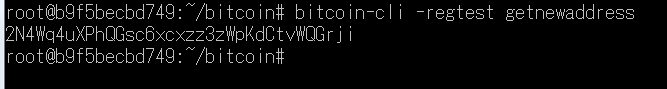 root@b9f5becbd749:~/bitcoin# bitcoin-cli -regtest getnewaddress
2N4Wq4uXPhQGsc6xcxzz3zWpKdCtvWQGrji
root@b9f5becbd749:~/bitcoin#